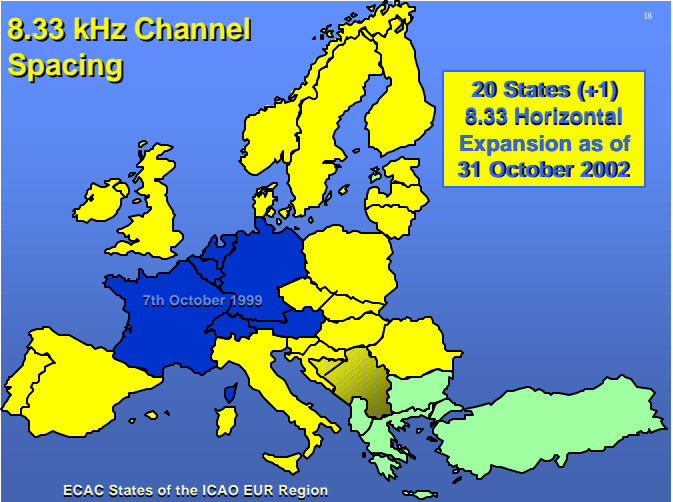 8.33 kHz Channel
Spacing
18
20 States (+1)
8.33 Horizontal
Expansion as of
31 October 2002
7th October 1999
ECAC States of the ICAO EUR Region